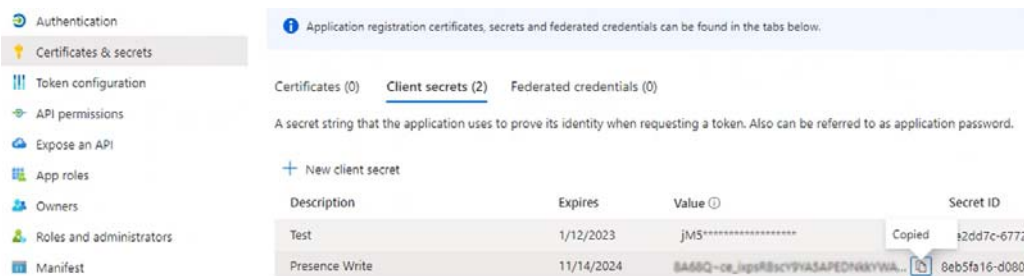 Authentication
Application registration certificates, secrets and federated credentials can be found in the tabs below.
Certificates & secrets
Token configuration
Certificates (0) Client secrets (2) Federated credentials (0)
API permissions
A secret string that the application uses to prove its identity when requesting a token. Also can be referred to as application password.
Expose an API
App roles
+ New client secret
Owners
Description Expires Value Secret ID
Roles and administrators
Test 1/12/2023 jM5****************** Copied e2dd7c-6772
Manifest
Presence Write 11/14/2024 8eb5fa16-d080